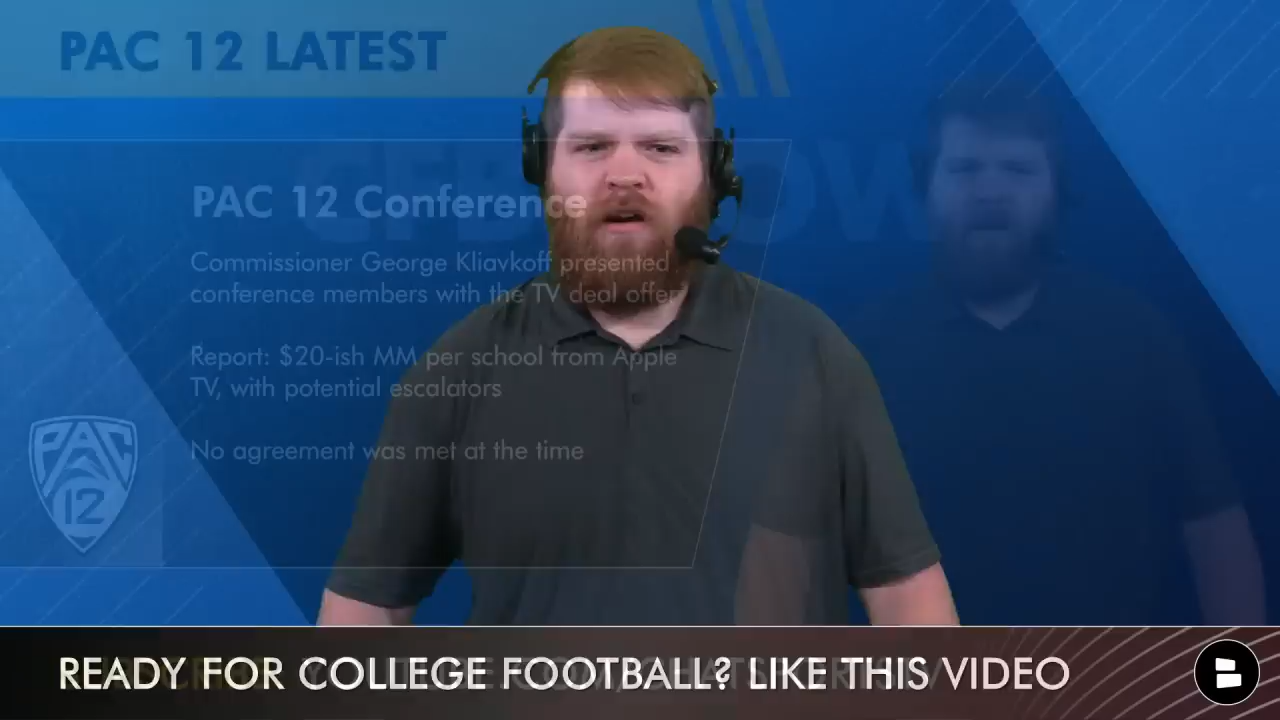 PAC 12 LATEST
PAC 12 Conference
Commissioner George Kliavkoff presented
conference members with the TV deal offer
Report: $20-ish MM per school from Apple
TV, with potential escalators
No agreement was met at the time
PAC
12
READY FOR COLLEGE FOOTBALL? LIKE THIS VIDEO